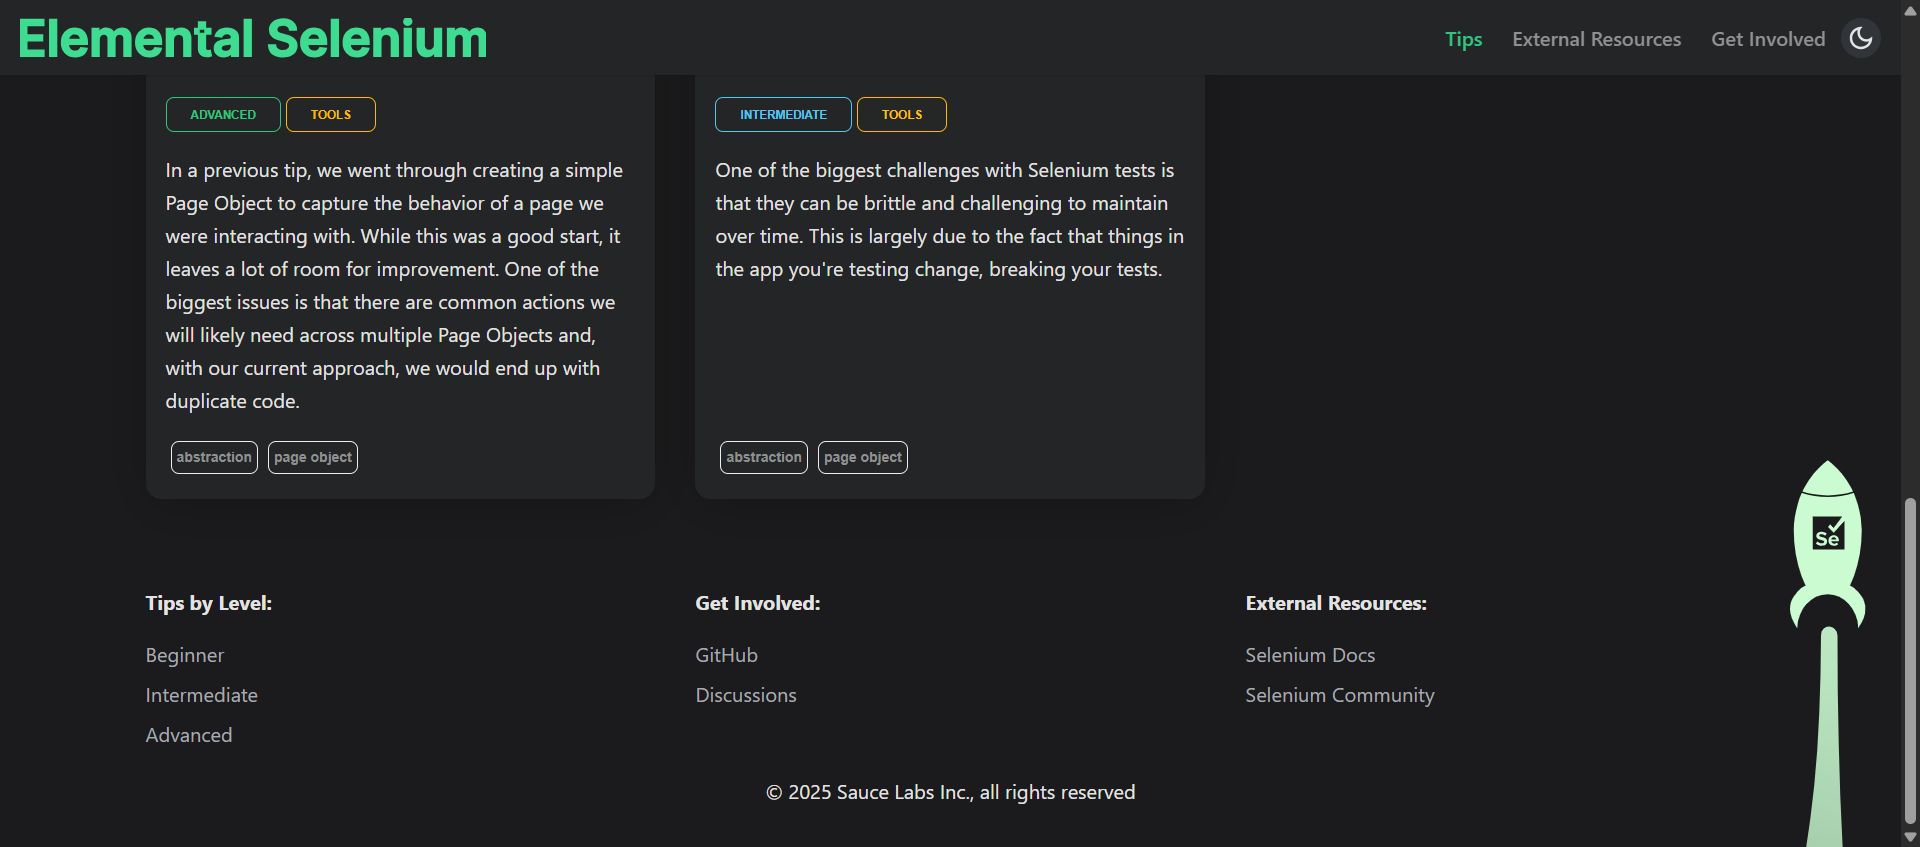 Elemental Selenium
Tips
External Resources
Get Involved
ADVANCED
TOOLS
In a previous tip, we went through creating a simple
Page Object to capture the behavior of a page we
were interacting with. While this was a good start, it
leaves a lot of room for improvement. One of the
biggest issues is that there are common actions we
will likely need across multiple Page Objects and,
with our current approach, we would end up with
duplicate code.
abstraction
page object
INTERMEDIATE
TOOLS
One of the biggest challenges with Selenium tests is
that they can be brittle and challenging to maintain
over time. This is largely due to the fact that things in
the app you're testing change, breaking your tests.
abstraction
page object
Se
Tips by Level:
Beginner
Intermediate
Advanced
Get Involved:
GitHub
Discussions
External Resources:
Selenium Docs
Selenium Community
© 2025 Sauce Labs Inc., all rights reserved